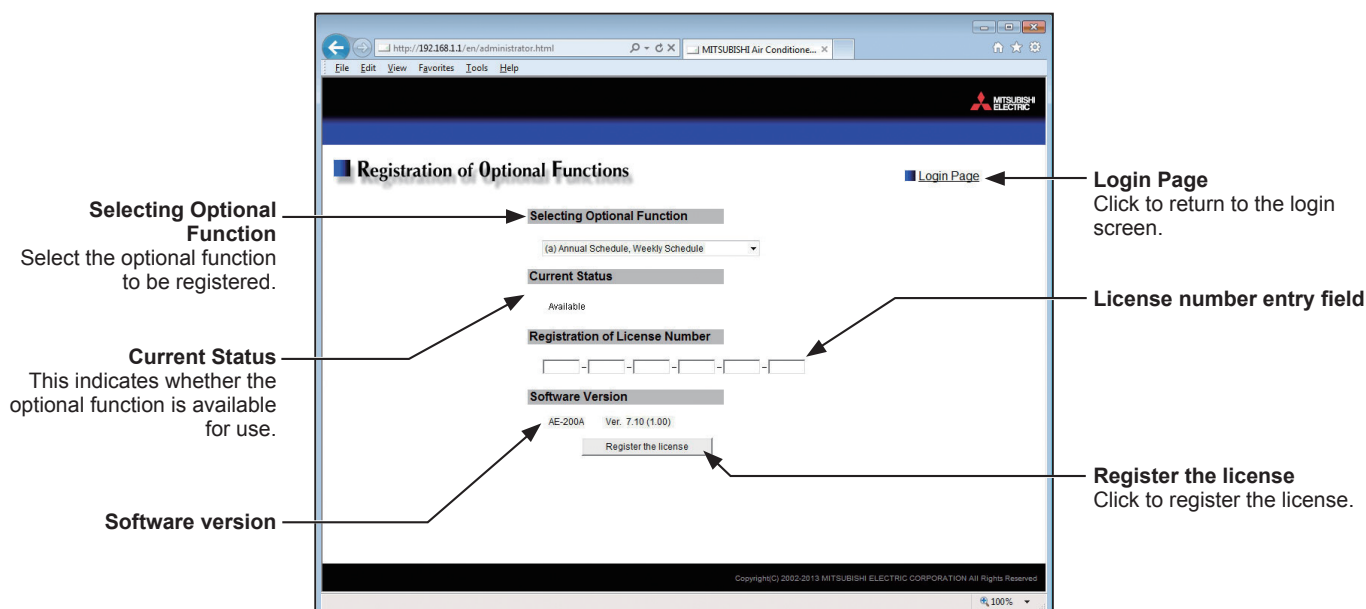 http://192.168.1.1/en/administrator.html
MITSUBISHI Air Conditione...
File Edit View Favorites Tools Help
MITSUBISHI
ELECTRIC
Registration of Optional Functions
Login Page
Selecting Optional Function
(a) Annual Schedule, Weekly Schedule
Current Status
Available
Registration of License Number
- - - - -
Software Version
AE-200A Ver. 7.10 (1.00)
Register the license
Copyright(C) 2002-2013 MITSUBISHI ELECTRIC CORPORATION All Rights Reserved
100%
Selecting Optional
Function
Select the optional function
to be registered.
Current Status
This indicates whether the
optional function is available
for use.
Software version
Login Page
Click to return to the login
screen.
License number entry field
Register the license
Click to register the license.